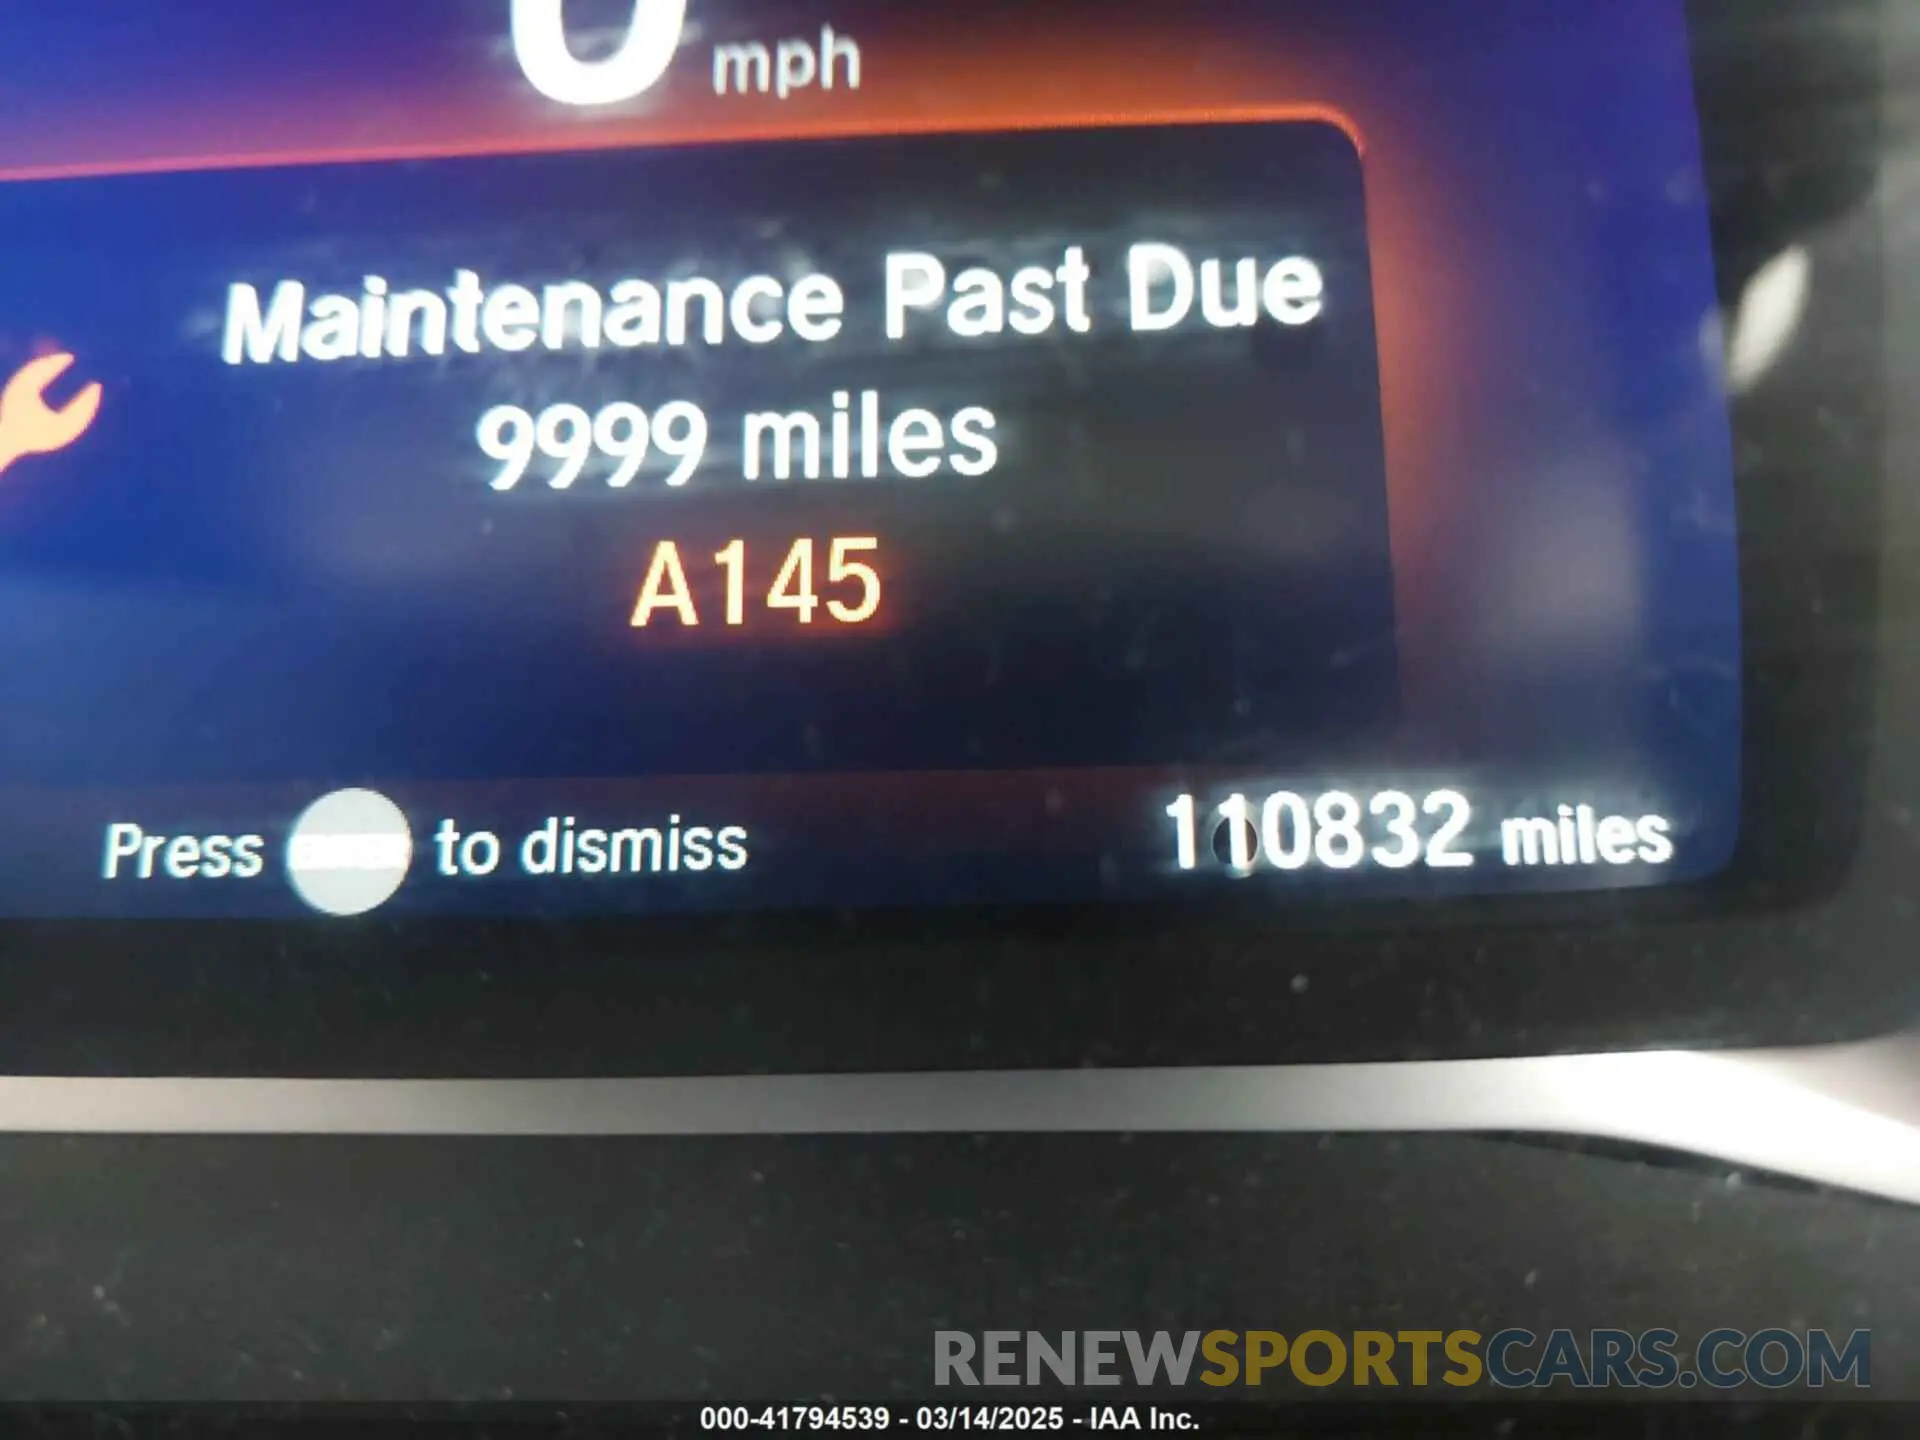 0 mph
Maintenance Past Due
9999 miles
A145
Press to dismiss
110832 miles
RENEWSPORTSCARS.COM
000-41794539 - 03/14/2025 - IAA Inc.